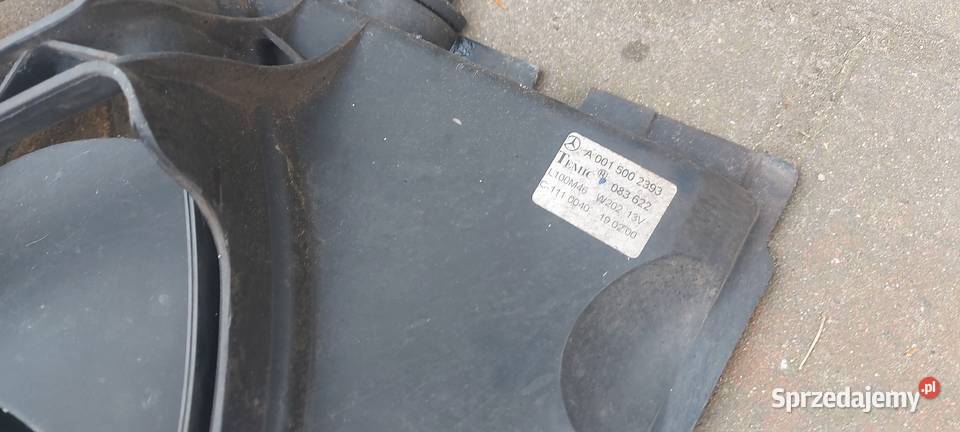 A 001 500 2393
TEMIC ® 083 622
L100M46 W202 13V
C-111 0040 19.02.00
Sprzedajemy.pl